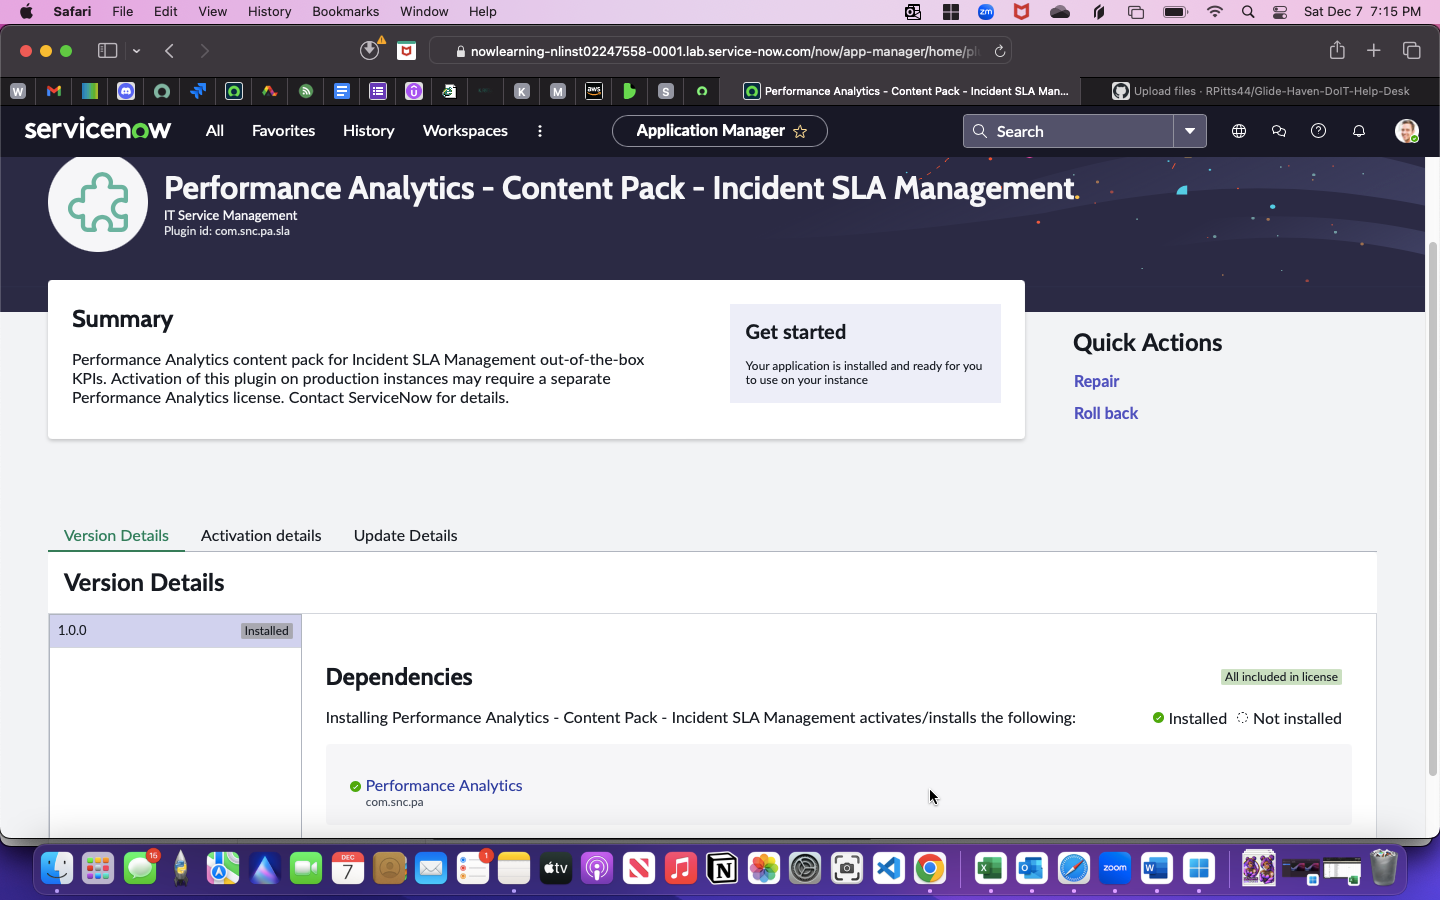 Safari File Edit View History Bookmarks Window Help
zm
Sat Dec 7 7:15 PM
nowlearning-nlinst02247558-0001.lab.service-now.com/now/app-manager/home/pl
W
aws
K
M
S
Performance Analytics - Content Pack - Incident SLA Man...
Upload files · RPitts44/Glide-Haven-DoIT-Help-Desk
servicenow
All Favorites History Workspaces
Application Manager
Search
Performance Analytics - Content Pack - Incident SLA Management.
IT Service Management
Plugin id: com.snc.pa.sla
Summary
Performance Analytics content pack for Incident SLA Management out-of-the-box
KPIs. Activation of this plugin on production instances may require a separate
Performance Analytics license. Contact ServiceNow for details.
Get started
Your application is installed and ready for you
to use on your instance
Quick Actions
Repair
Roll back
Version Details Activation details Update Details
Version Details
1.0.0 Installed
Dependencies
All included in license
Installing Performance Analytics - Content Pack - Incident SLA Management activates/installs the following:
Installed Not installed
Performance Analytics
com.snc.pa
16
DEC
7
1
tv
zoom